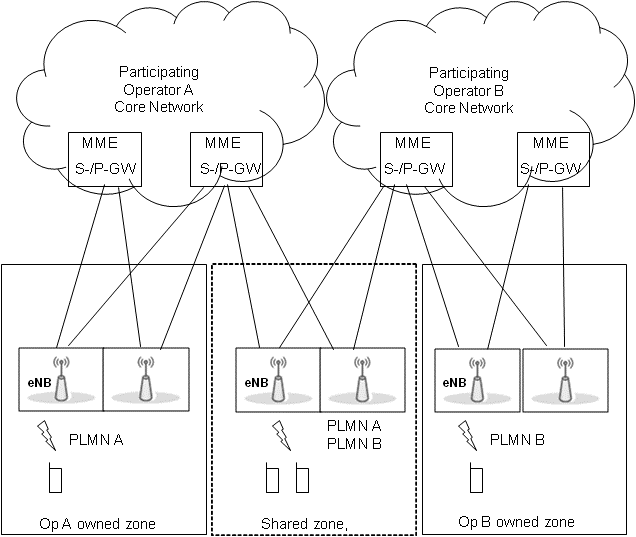 Participating
Operator A
Core Network
Participating
Operator B
Core Network
MME
S-/P-GW
MME
S-/P-GW
MME
S-/P-GW
MME
S-/P-GW
eNB
eNB
eNB
PLMN A
PLMN A
PLMN B
PLMN B
Op A owned zone
Shared zone,
Op B owned zone